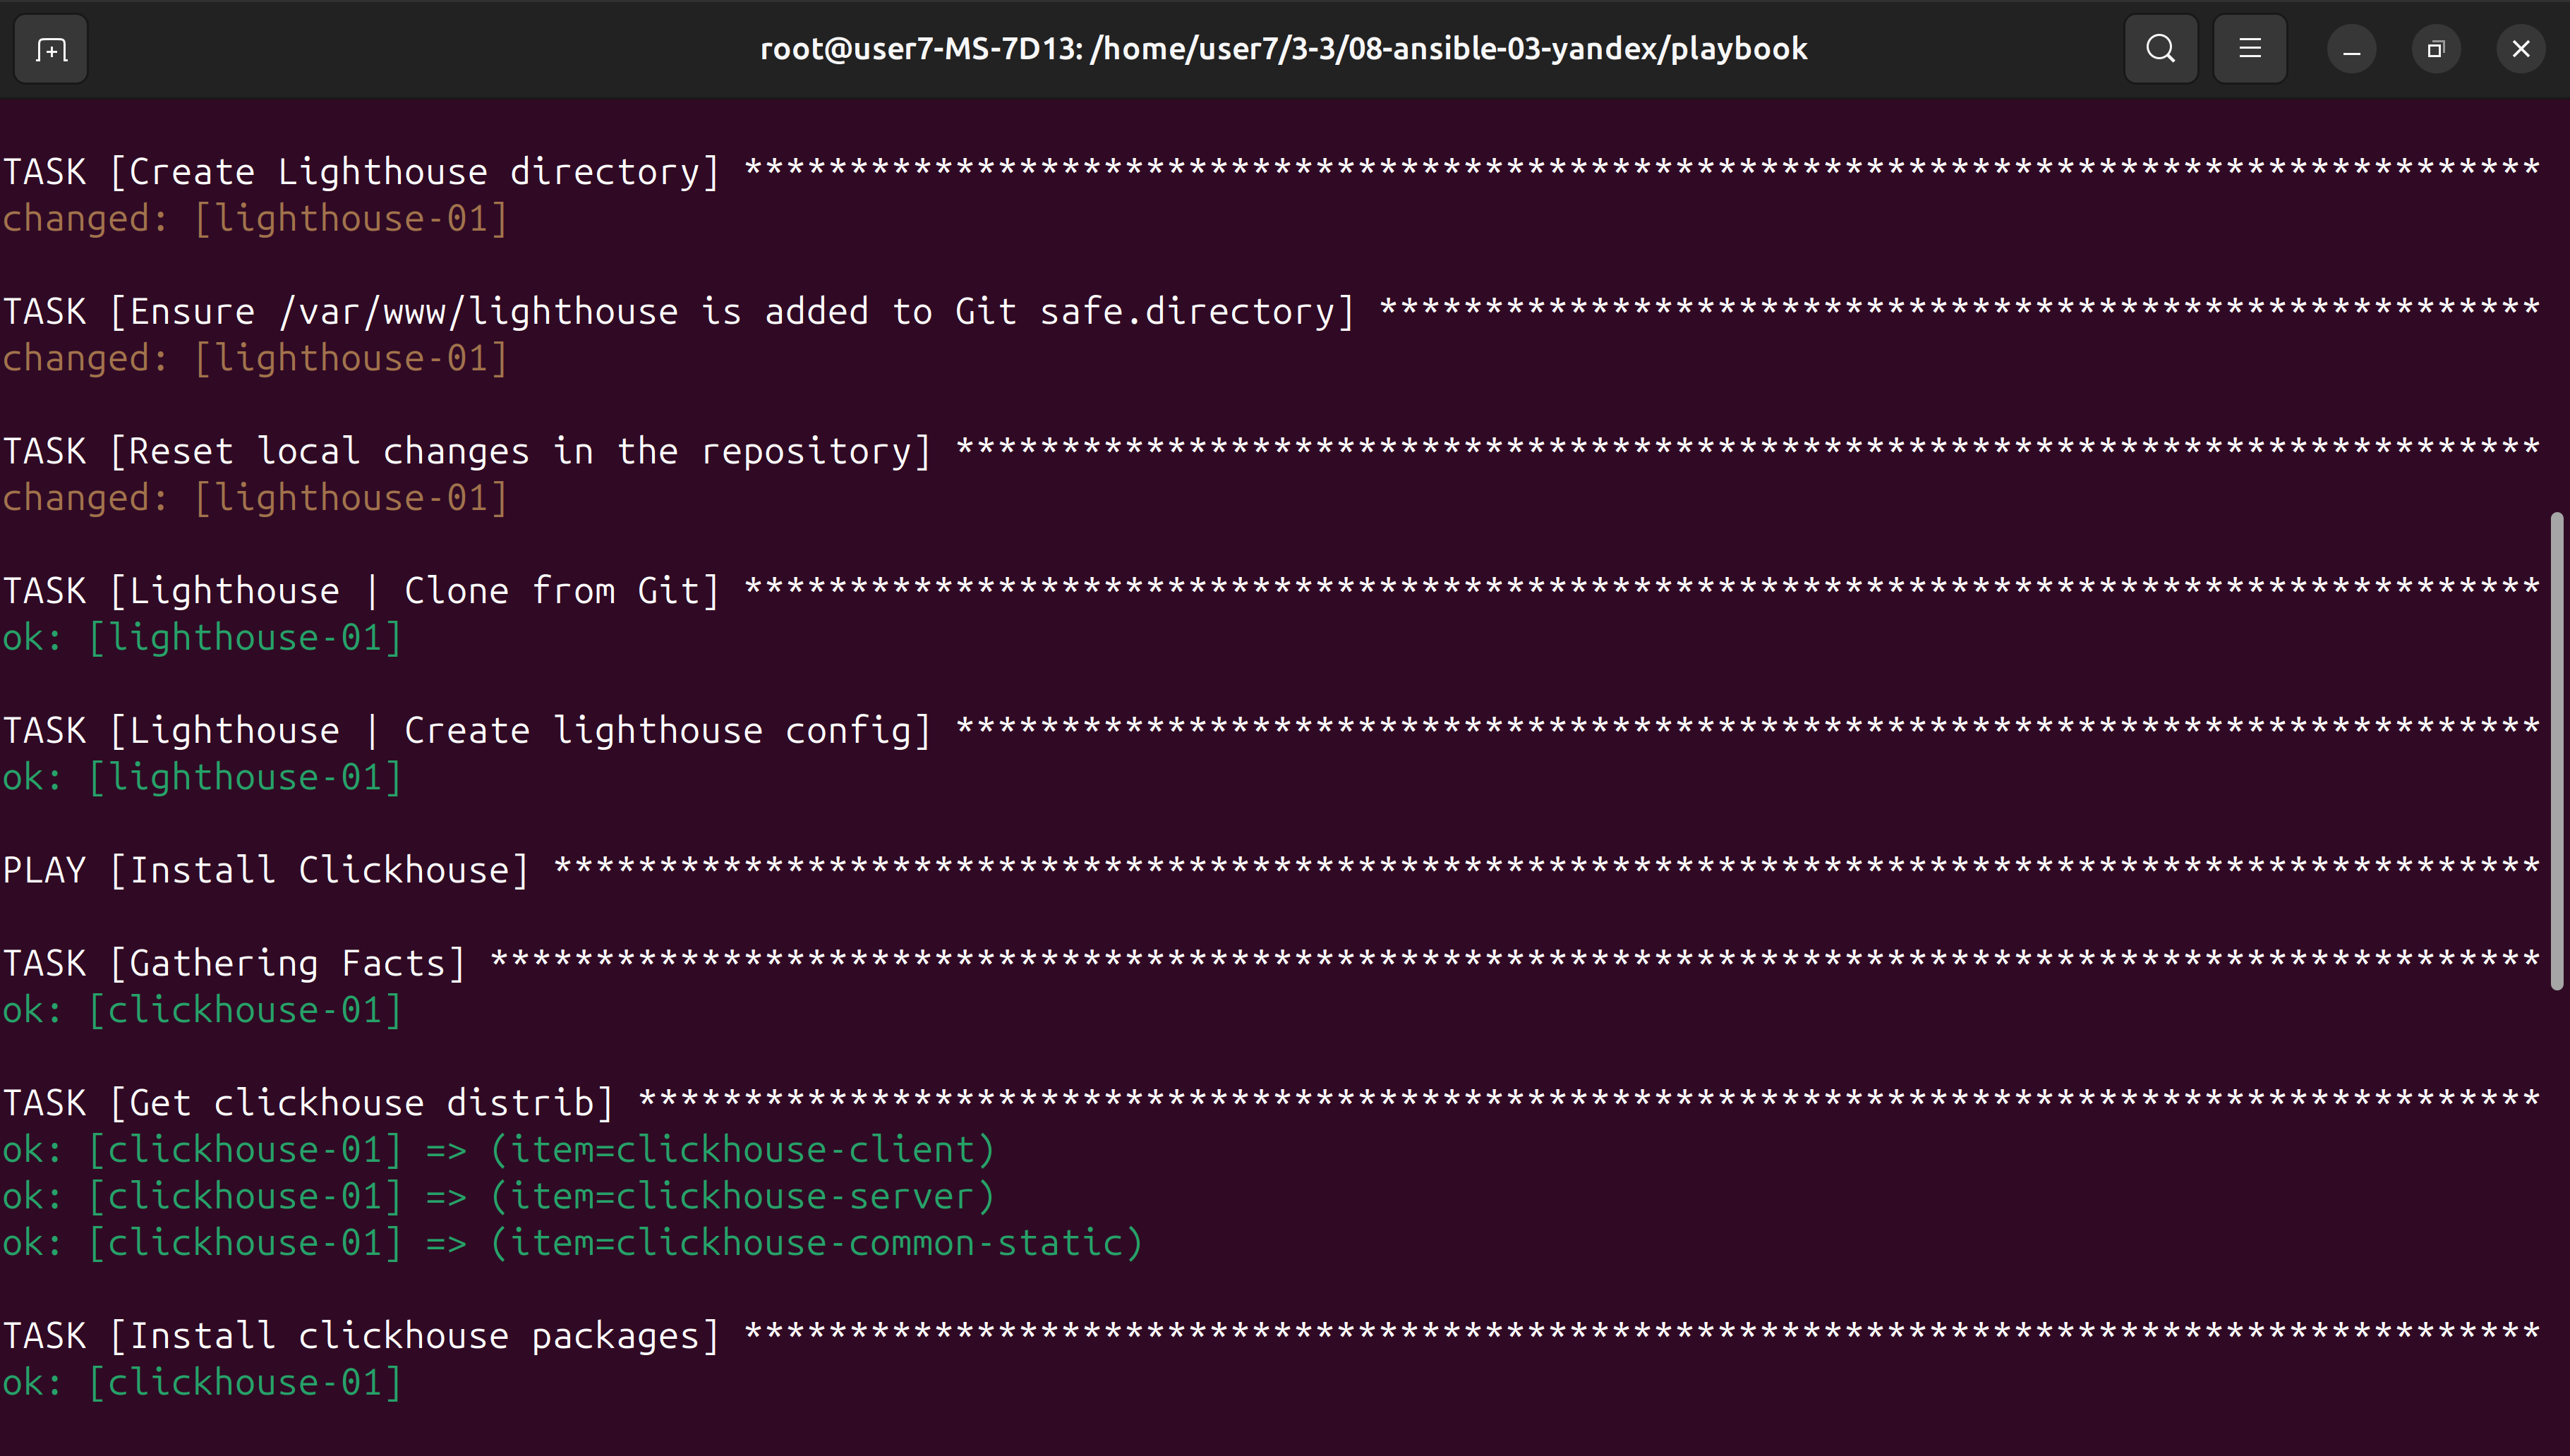 root@user7-MS-7D13: /home/user7/3-3/08-ansible-03-yandex/playbook
TASK [Create Lighthouse directory] *************************************************************************************
changed: [lighthouse-01]
TASK [Ensure /var/www/lighthouse is added to Git safe.directory] *******************************************************
changed: [lighthouse-01]
TASK [Reset local changes in the repository] ***************************************************************************
changed: [lighthouse-01]
TASK [Lighthouse | Clone from Git] *************************************************************************************
ok: [lighthouse-01]
TASK [Lighthouse | Create lighthouse config] ***************************************************************************
ok: [lighthouse-01]
PLAY [Install Clickhouse] **********************************************************************************************
TASK [Gathering Facts] *************************************************************************************************
ok: [clickhouse-01]
TASK [Get clickhouse distrib] ******************************************************************************************
ok: [clickhouse-01] => (item=clickhouse-client)
ok: [clickhouse-01] => (item=clickhouse-server)
ok: [clickhouse-01] => (item=clickhouse-common-static)
TASK [Install clickhouse packages] *************************************************************************************
ok: [clickhouse-01]